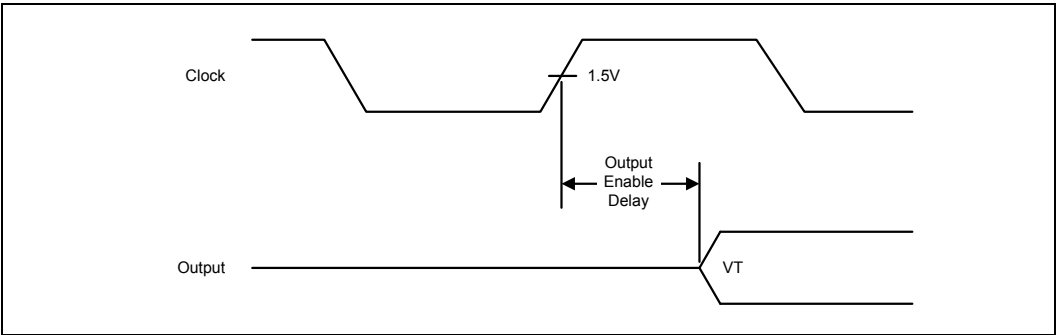 Clock
1.5V
Output
Enable
Delay
Output
VT